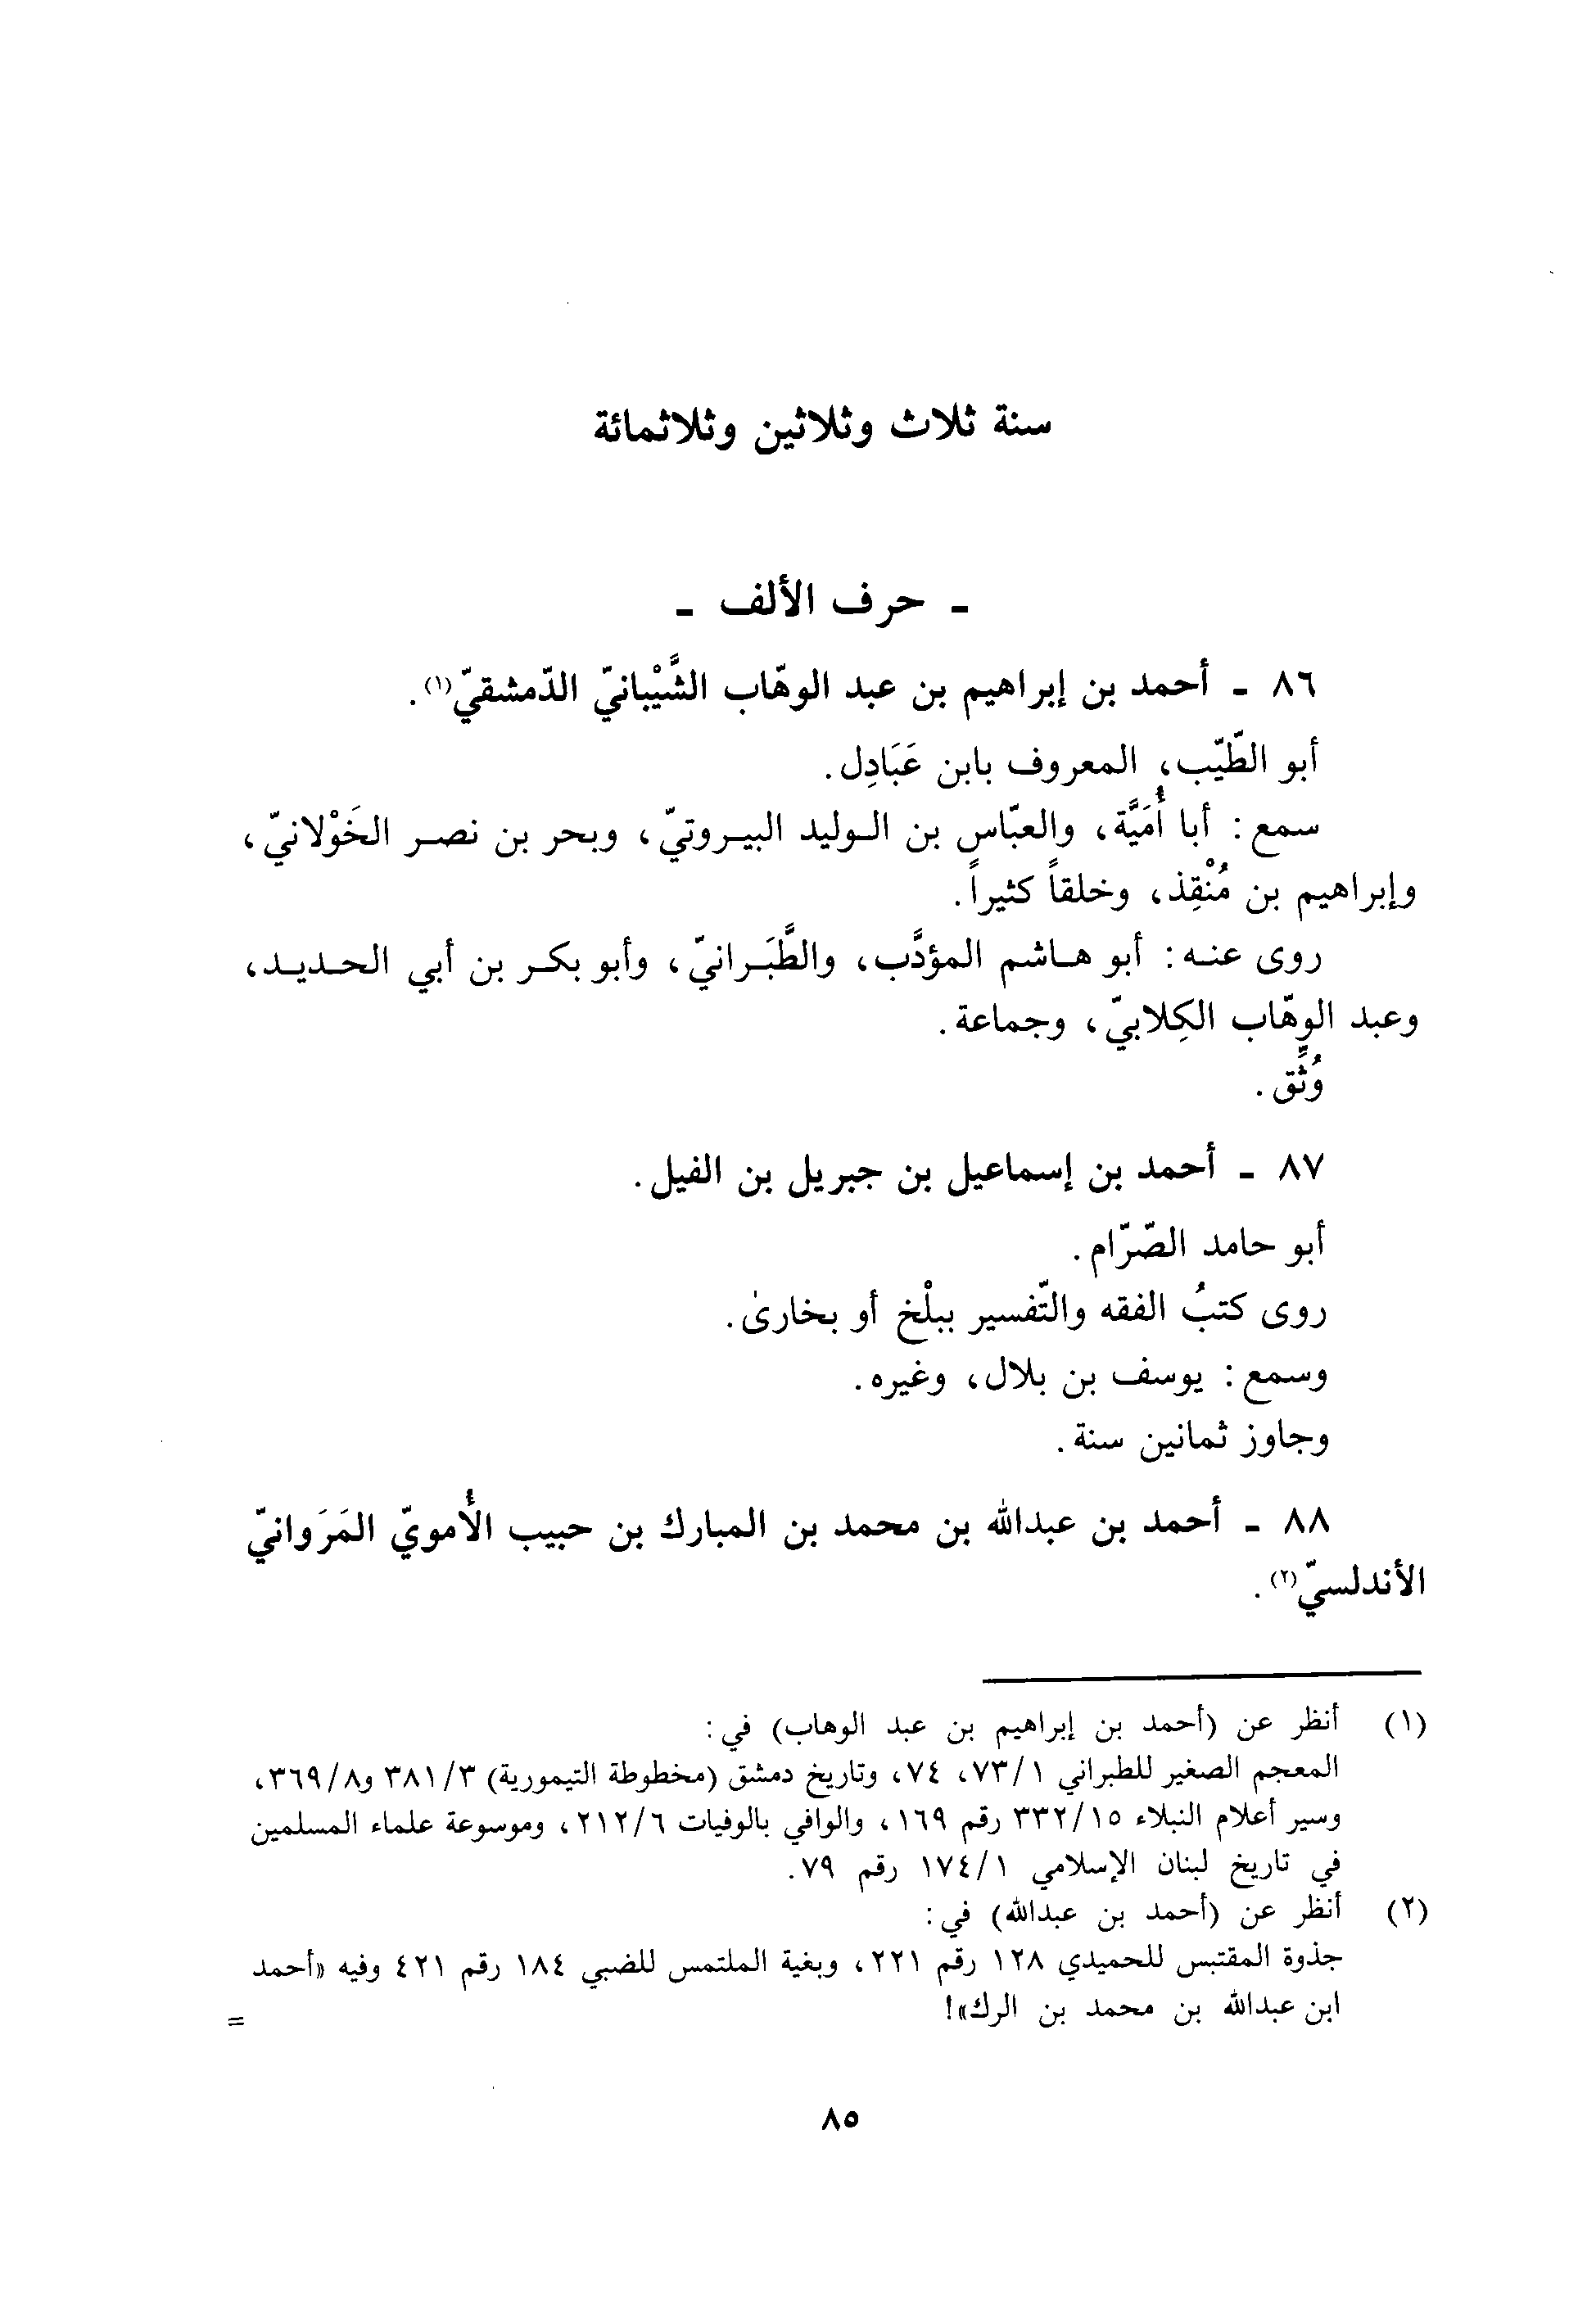 سنة ثلاث وثلاثين وثلاثمائة
ـ حرف الألف ـ
٨٦ ـ أحمد بن إبراهيم بن عبد الوهّاب الشَّيْبانيّ الدّمشقيّ(١).
أبو الطّيّب، المعروف بابن عَبَادِل.
سمع: أبا أُمَيَّة، والعبّاس بن الوليد البيروتيّ، وبحر بن نصر الخَوْلانيّ،
وإبراهيم بن مُنْقِذ، وخلقاً كثيراً.
روى عنه: أبو هاشم المؤدَّب، والطَّبَرانيّ، وأبو بكر بن أبي الحديد،
وعبد الوهّاب الكِلابيّ، وجماعة.
وُثِّق.
٨٧ ـ أحمد بن إسماعيل بن جبريل بن الفيل.
أبو حامد الصّرّام.
روى كتبُ الفقه والتّفسير ببلْخ أو بخارىٰ.
وسمع: يوسف بن بلال، وغيره.
وجاوز ثمانين سنة.
٨٨ ـ أحمد بن عبدالله بن محمد بن المبارك بن حبيب الأُمويّ المَرَوانيّ
الأندلسيّ(٢).
(١) أنظر عن (أحمد بن إبراهيم بن عبد الوهاب) في:
المعجم الصغير للطبراني ٧٣/١، ٧٤، وتاريخ دمشق (مخطوطة التيمورية) ٣٨١/٣ و٣٦٩/٨،
وسير أعلام النبلاء ٣٣٢/١٥ رقم ١٦٩، والوافي بالوفيات ٢١٢/٦، وموسوعة علماء المسلمين
في تاريخ لبنان الإسلامي ١٧٤/١ رقم ٧٩.
(٢) أنظر عن (أحمد بن عبدالله) في:
جذوة المقتبس للحميدي ١٢٨ رقم ٢٢١، وبغية الملتمس للضبي ١٨٤ رقم ٤٢١ وفيه «أحمد
ابن عبدالله بن محمد بن الرك»!
=
٨٥